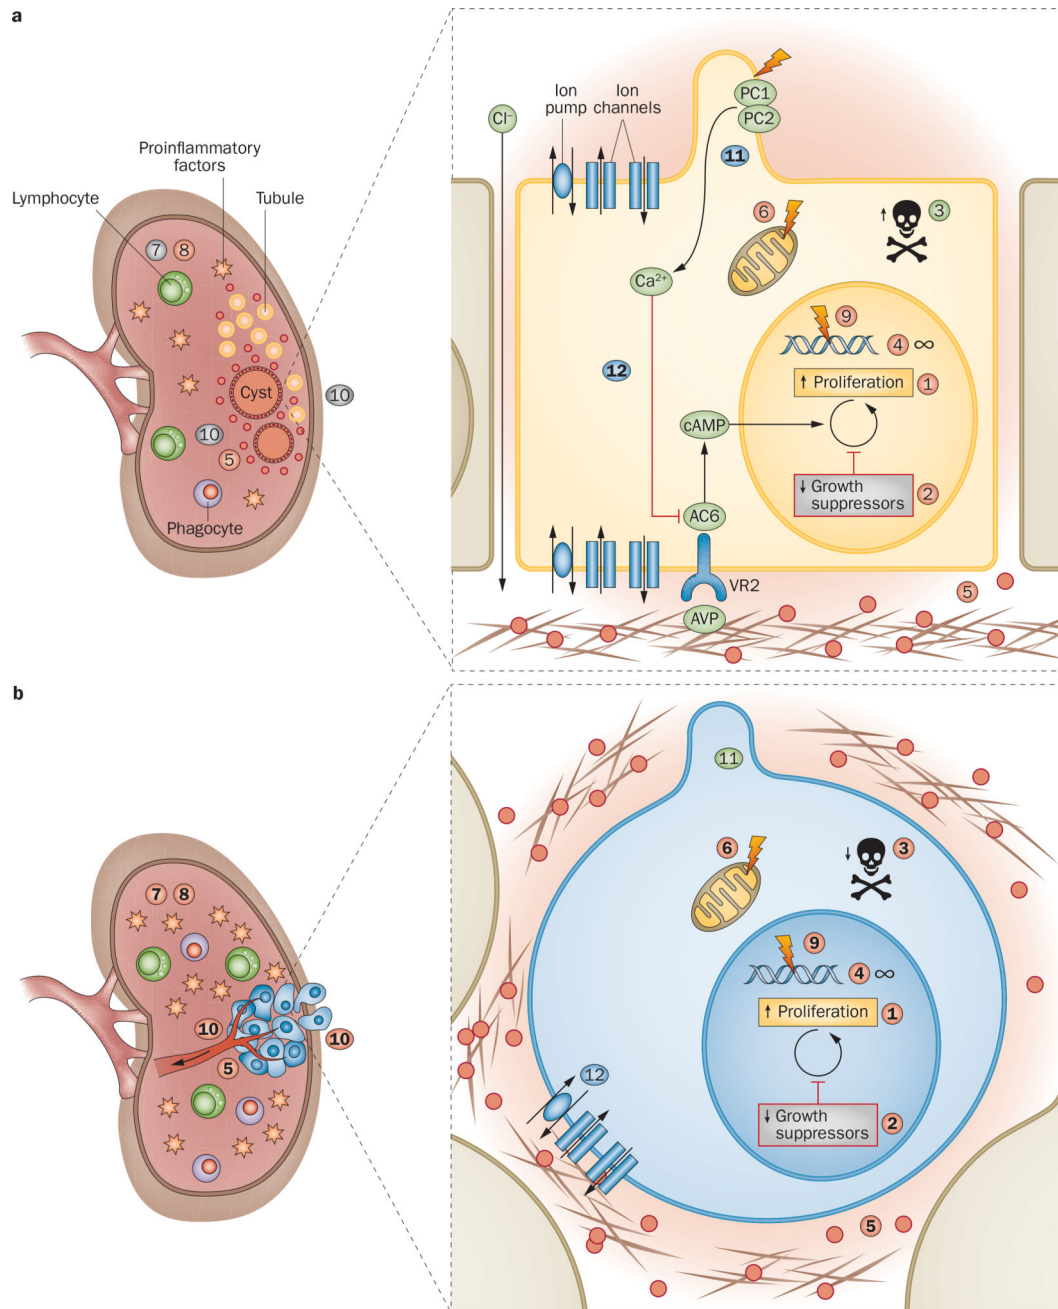 a
Proinflammatory
factors
Lymphocyte
Tubule
7 8
Cyst
10
10
5
Phagocyte
Cl⁻
Ion
pump
Ion
channels
PC1
PC2
11
6
3
Ca²⁺
9
4 ∞
12
Proliferation 1
cAMP
Growth
suppressors 2
AC6
VR2
5
AVP
b
11
6
3
7 8
9
4 ∞
10
10
Proliferation 1
5
12
Growth
suppressors 2
5